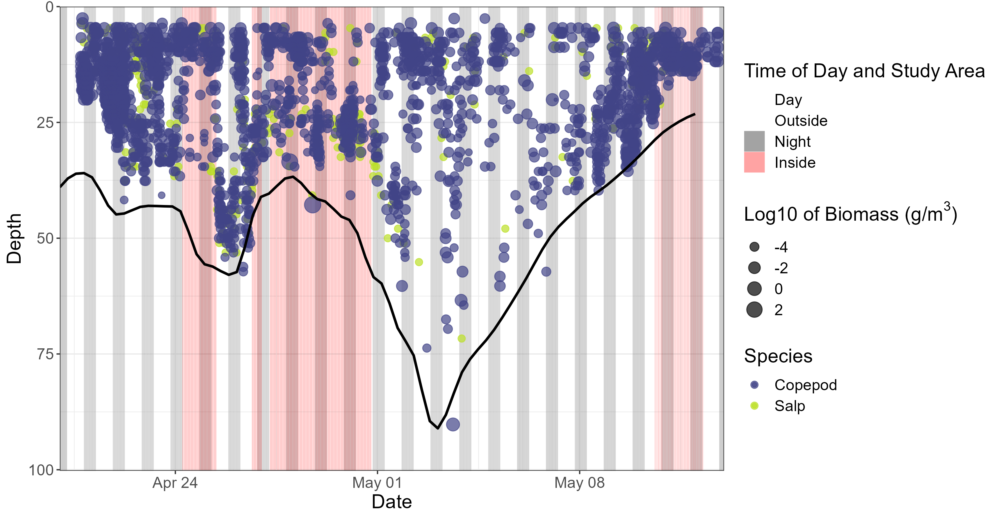 0
25
50
75
100
Depth
Apr 24
May 01
May 08
Date
Time of Day and Study Area
Day
Outside
Night
Inside
Log10 of Biomass (g/m³)
-4
-2
0
2
Species
Copepod
Salp